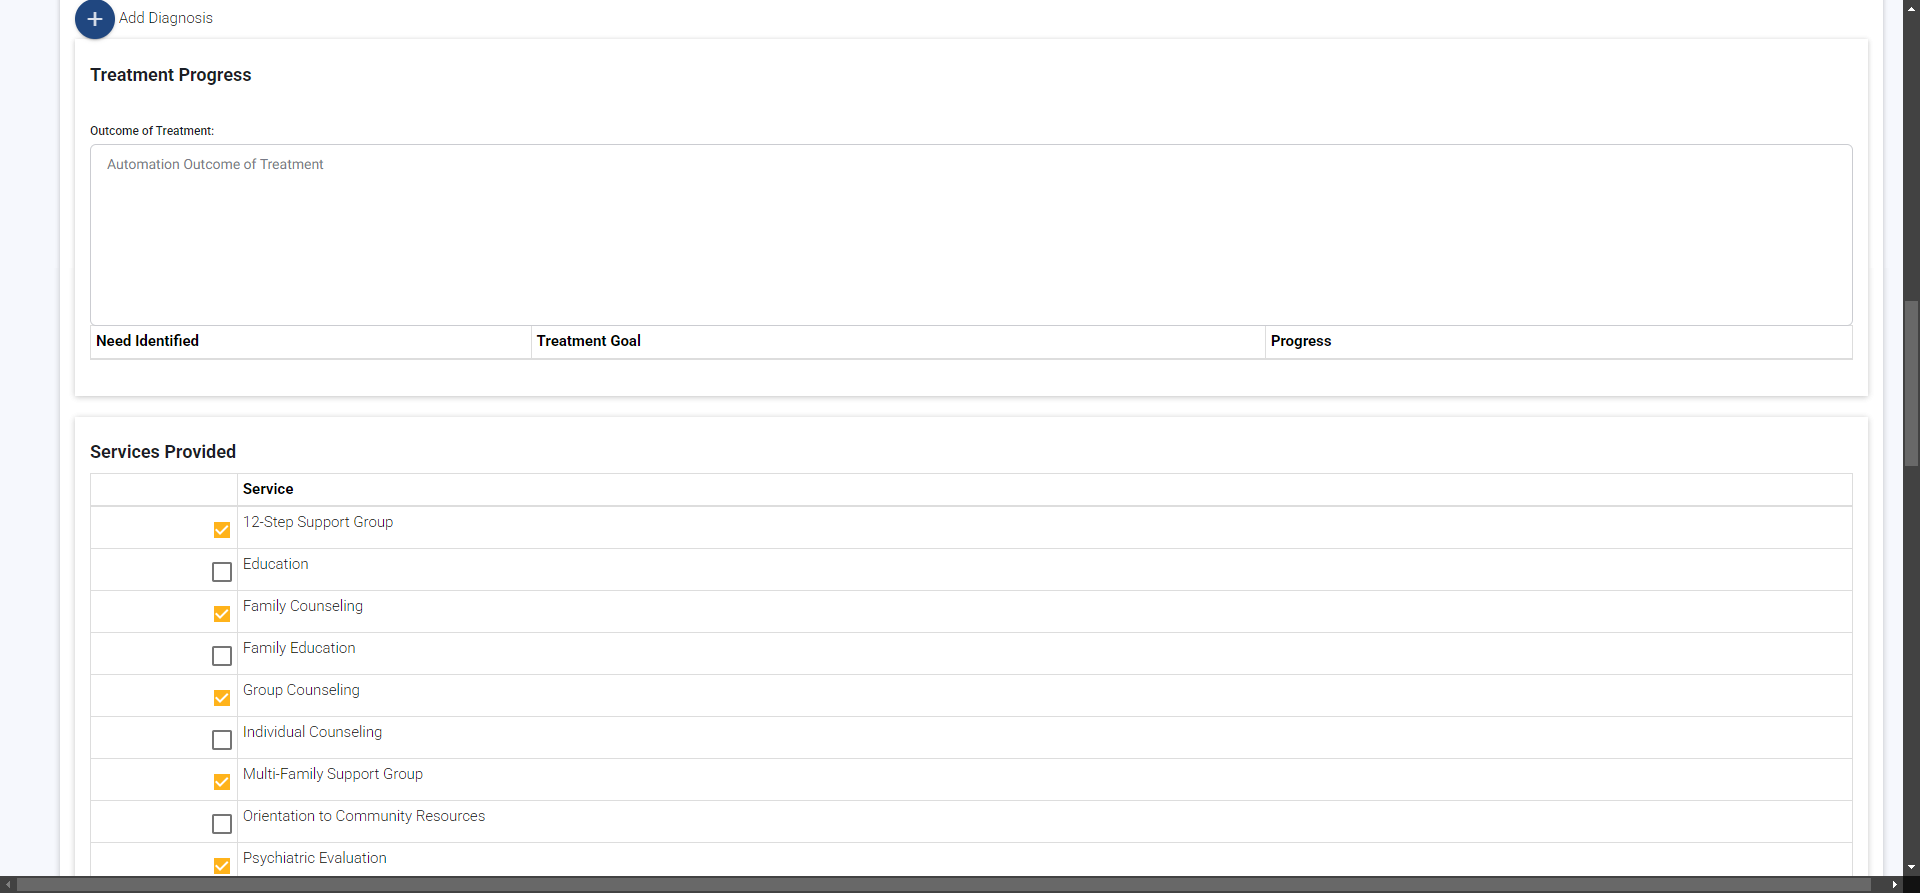 Add Diagnosis
Treatment Progress
Outcome of Treatment:
Automation Outcome of Treatment
Need Identified Treatment Goal Progress
Services Provided
Service
12-Step Support Group
Education
Family Counseling
Family Education
Group Counseling
Individual Counseling
Multi-Family Support Group
Orientation to Community Resources
Psychiatric Evaluation